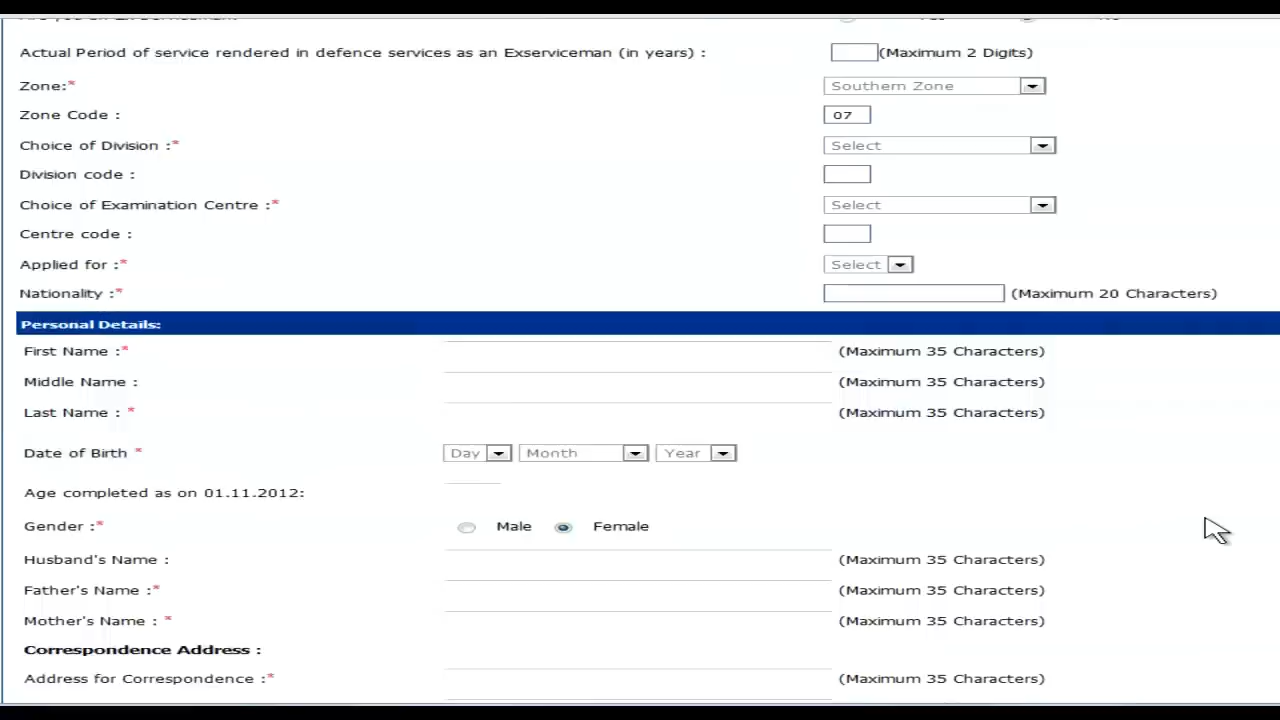 Actual Period of service rendered in defence services as an Exserviceman (in years) : (Maximum 2 Digits)
Zone:* Southern Zone
Zone Code : 07
Choice of Division :* Select
Division code :
Choice of Examination Centre :* Select
Centre code :
Applied for :* Select
Nationality :* (Maximum 20 Characters)
Personal Details:
First Name :* (Maximum 35 Characters)
Middle Name : (Maximum 35 Characters)
Last Name : * (Maximum 35 Characters)
Date of Birth * Day Month Year
Age completed as on 01.11.2012:
Gender :* Male Female
Husband's Name : (Maximum 35 Characters)
Father's Name :* (Maximum 35 Characters)
Mother's Name : * (Maximum 35 Characters)
Correspondence Address :
Address for Correspondence :* (Maximum 35 Characters)